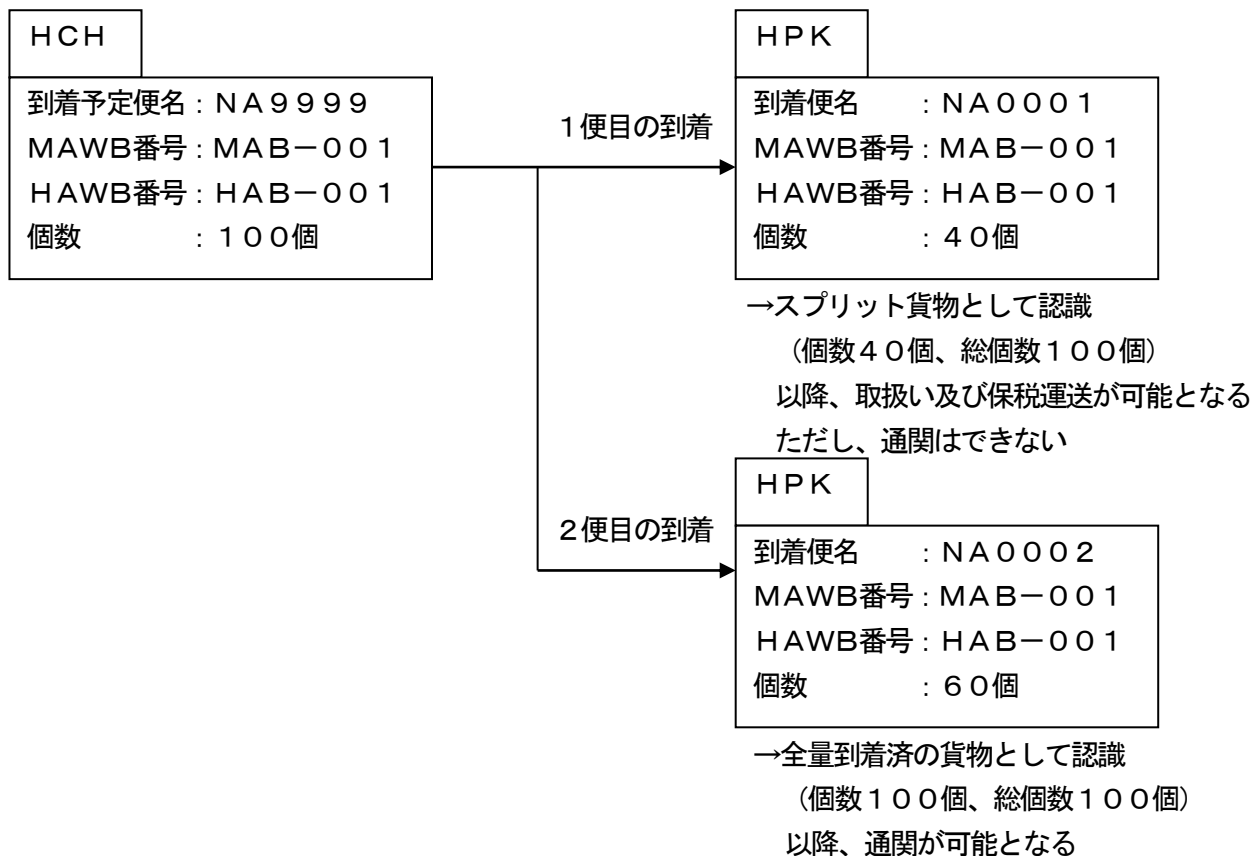 ＨＣＨ
到着予定便名：ＮＡ９９９９
ＭＡＷＢ番号：ＭＡＢ－００１
ＨＡＷＢ番号：ＨＡＢ－００１
個数　　　　：１００個
１便目の到着
ＨＰＫ
到着便名　　：ＮＡ０００１
ＭＡＷＢ番号：ＭＡＢ－００１
ＨＡＷＢ番号：ＨＡＢ－００１
個数　　　　：４０個
→スプリット貨物として認識
（個数４０個、総個数１００個）
以降、取扱い及び保税運送が可能となる
ただし、通関はできない
２便目の到着
ＨＰＫ
到着便名　　：ＮＡ０００２
ＭＡＷＢ番号：ＭＡＢ－００１
ＨＡＷＢ番号：ＨＡＢ－００１
個数　　　　：６０個
→全量到着済の貨物として認識
（個数１００個、総個数１００個）
以降、通関が可能となる